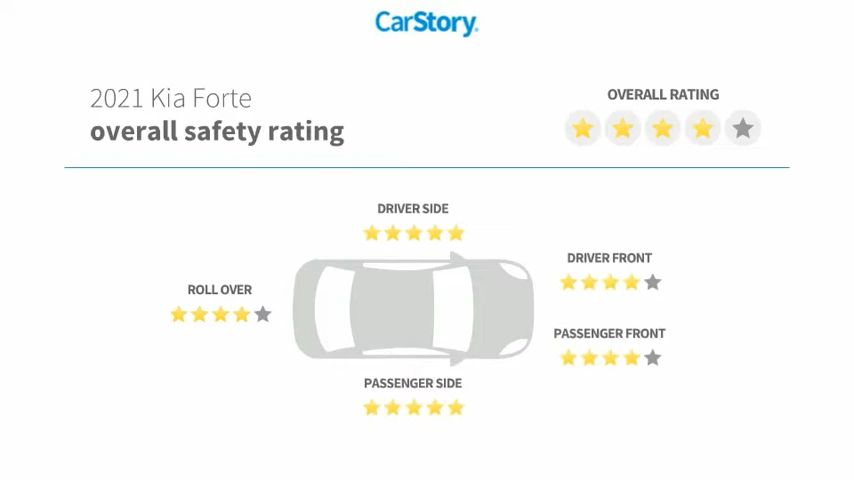 CarStory.
2021 Kia Forte
overall safety rating
OVERALL RATING
DRIVER SIDE
DRIVER FRONT
ROLL OVER
PASSENGER FRONT
PASSENGER SIDE